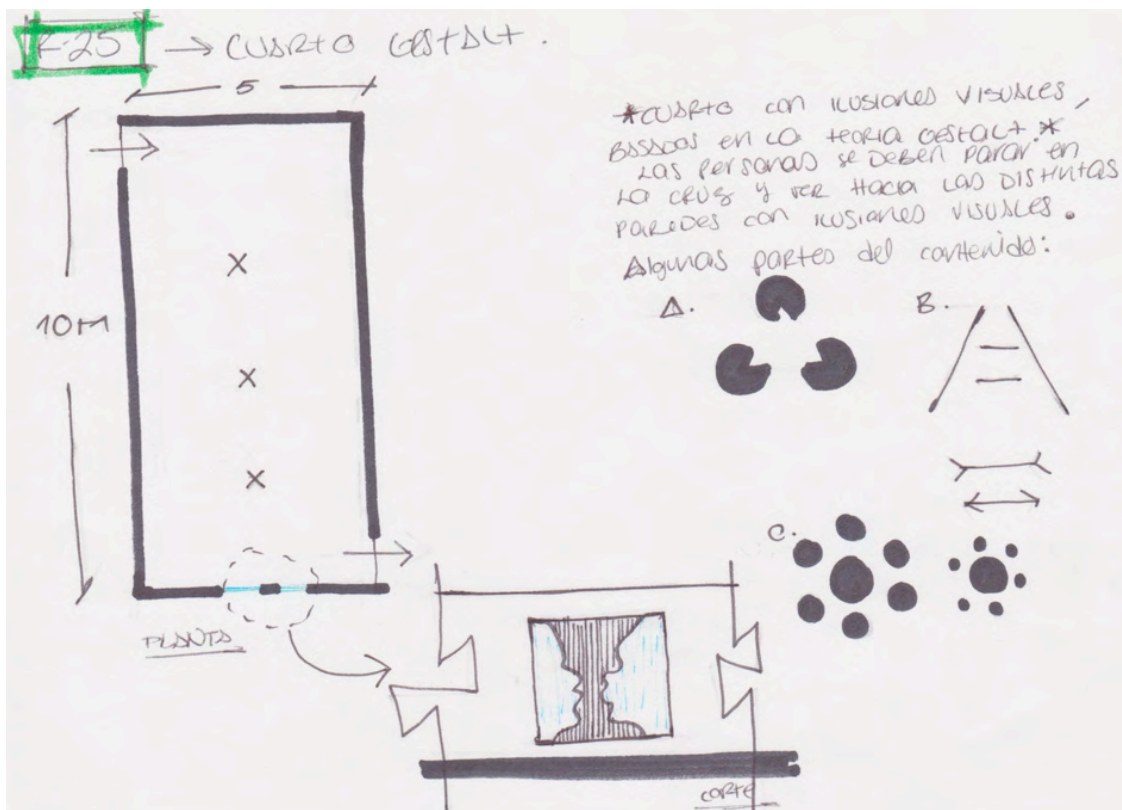 F-25 → CUARTO GESTALT.
5
10M
*CUARTO con ilusiones visuales,
basadas en la teoria Gestalt*
Las personas se deben parar en
La cruz y ver Hacia Las Distintas
paredes con ilusiones visuales.
Algunas partes del contenido:
A.
B.
C.
PLANTA
CORTE